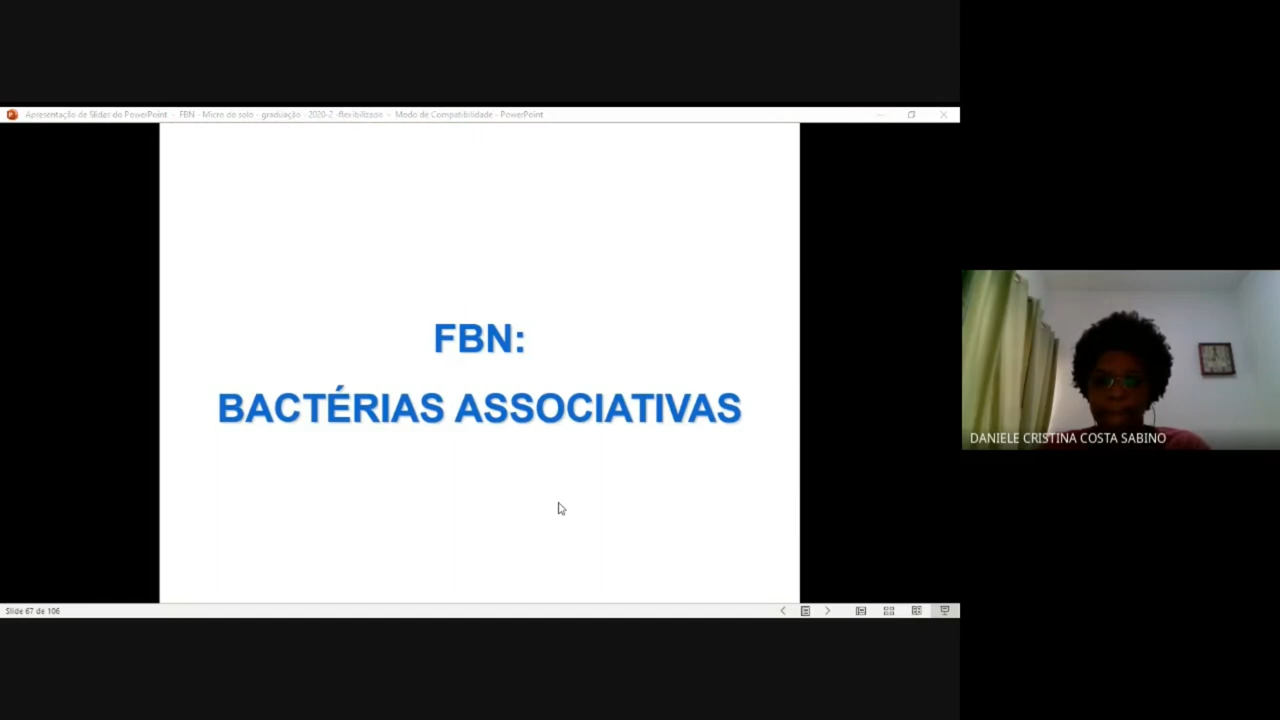 Apresentação de Slides do PowerPoint - FBN - Micro do solo - graduação - 2020-2 -flexibilizado - Modo de Compatibilidade - PowerPoint
FBN:
BACTÉRIAS ASSOCIATIVAS
DANIELE CRISTINA COSTA SABINO
Slide 67 de 106